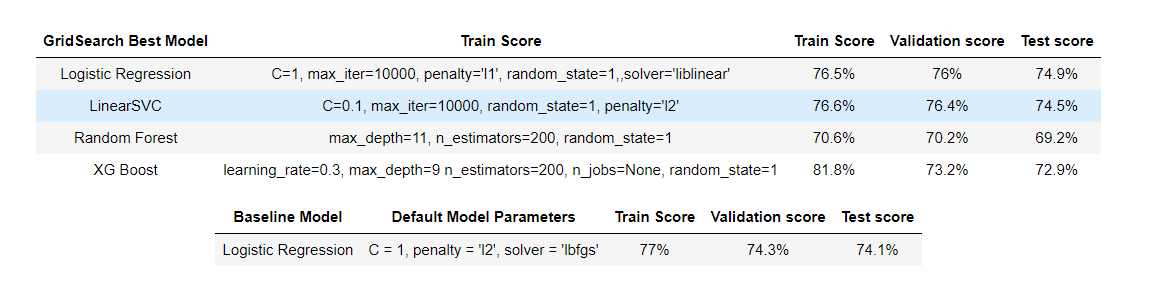 GridSearch Best Model Train Score Train Score Validation score Test score
Logistic Regression C=1, max_iter=10000, penalty='l1', random_state=1,,solver='liblinear' 76.5% 76% 74.9%
LinearSVC C=0.1, max_iter=10000, random_state=1, penalty='l2' 76.6% 76.4% 74.5%
Random Forest max_depth=11, n_estimators=200, random_state=1 70.6% 70.2% 69.2%
XG Boost learning_rate=0.3, max_depth=9 n_estimators=200, n_jobs=None, random_state=1 81.8% 73.2% 72.9%
Baseline Model Default Model Parameters Train Score Validation score Test score
Logistic Regression C = 1, penalty = 'l2', solver = 'lbfgs' 77% 74.3% 74.1%